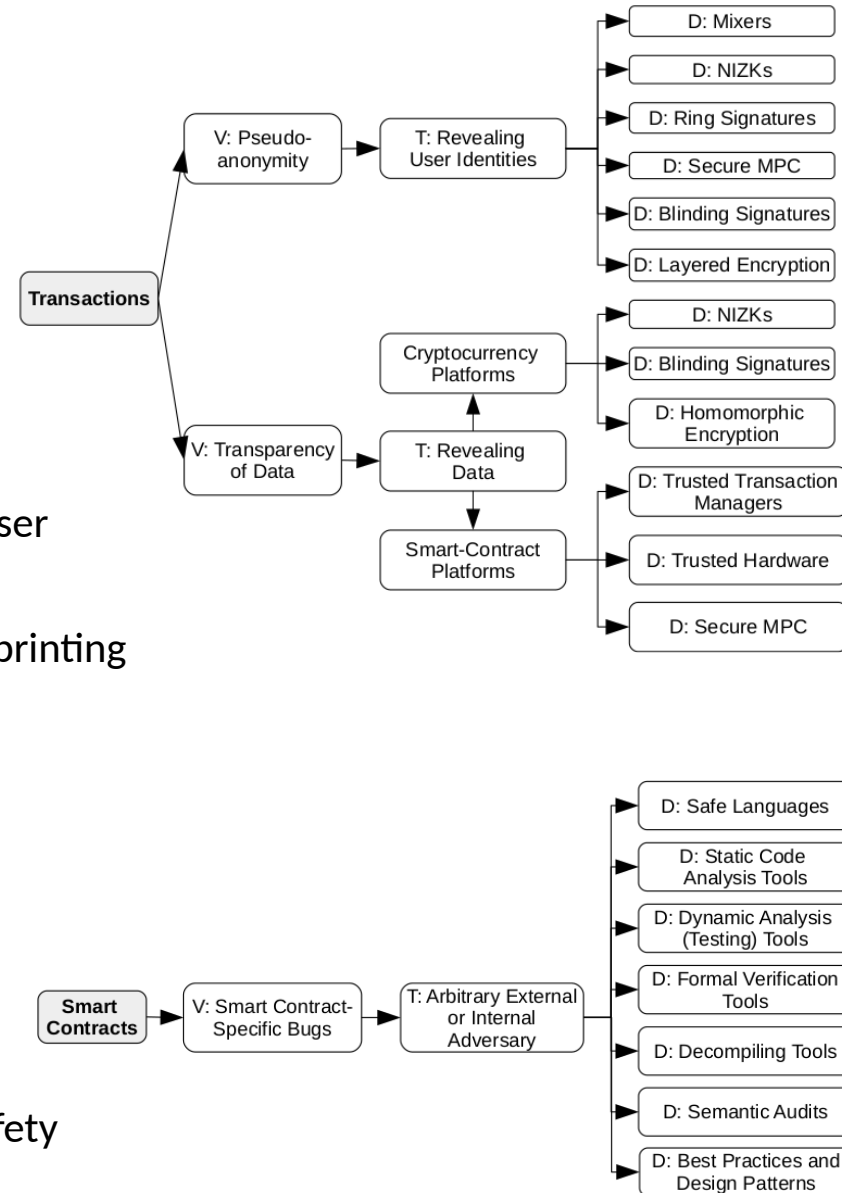 D: Mixers
D: NIZKs
D: Ring Signatures
D: Secure MPC
D: Blinding Signatures
D: Layered Encryption
V: Pseudo-
anonymity
T: Revealing
User Identities
Transactions
V: Transparency
of Data
T: Revealing
Data
Cryptocurrency
Platforms
D: NIZKs
D: Blinding Signatures
D: Homomorphic
Encryption
Smart-Contract
Platforms
D: Trusted Transaction
Managers
D: Trusted Hardware
D: Secure MPC
ser
printing
Smart
Contracts
V: Smart Contract-
Specific Bugs
T: Arbitrary External
or Internal
Adversary
D: Safe Languages
D: Static Code
Analysis Tools
D: Dynamic Analysis
(Testing) Tools
D: Formal Verification
Tools
D: Decompiling Tools
D: Semantic Audits
D: Best Practices and
Design Patterns
fety